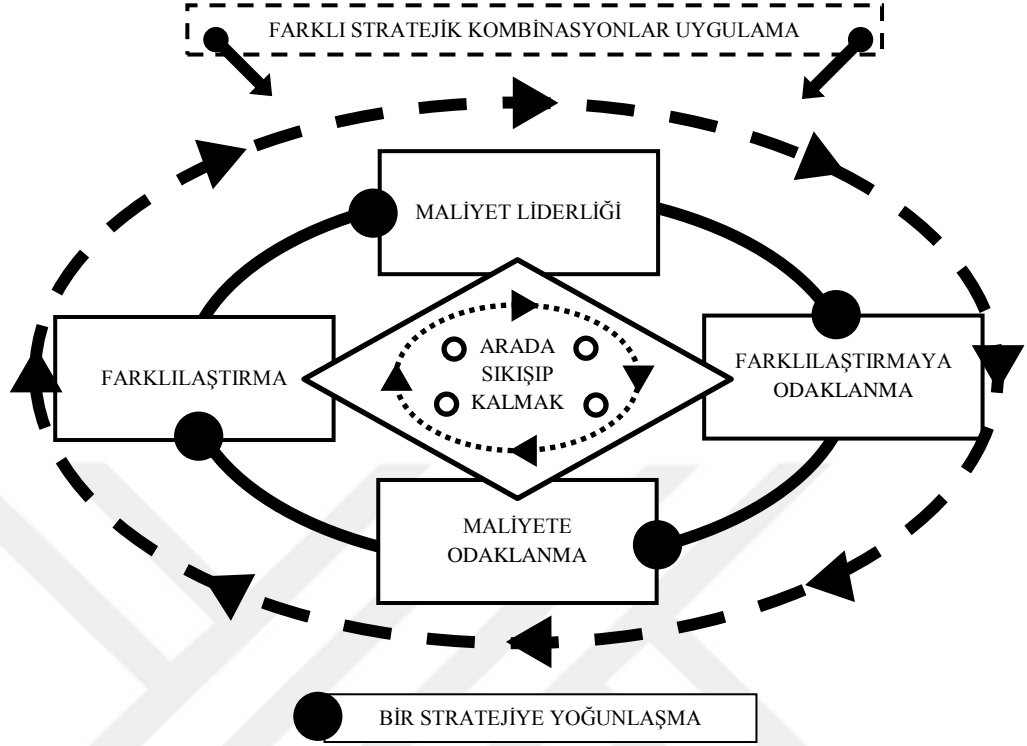 FARKLI STRATEJİK KOMBİNASYONLAR UYGULAMA
MALİYET LİDERLİĞİ
FARKLILAŞTIRMA
ARADA
SIKIŞIP
KALMAK
FARKLILAŞTIRMAYA
ODAKLANMA
MALİYETE
ODAKLANMA
BİR STRATEJİYE YOĞUNLAŞMA